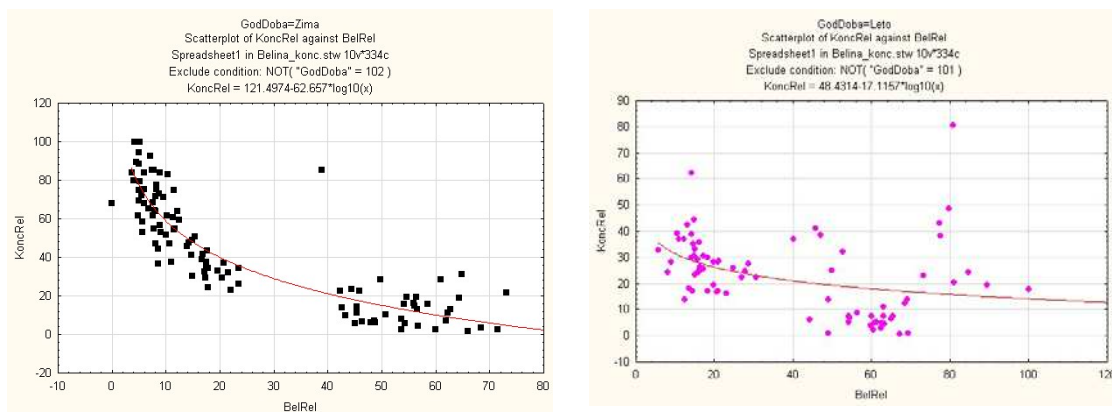 GodDoba=Zima
Scatterplot of KoncRel against BelRel
Spreadsheet1 in Belina_konc.stw 10v*334c
Exclude condition: NOT( "GodDoba" = 102 )
KoncRel = 121.4974-62.657*log10(x)
120
100
80
60
40
20
0
-20
KoncRel
-10
0
10
20
30
40
50
60
70
80
BelRel
GodDoba=Leto
Scatterplot of KoncRel against BelRel
Spreadsheet1 in Belina_konc.stw 10v*334c
Exclude condition: NOT( "GodDoba" = 101 )
KoncRel = 48.4314-17.1157*log10(x)
90
80
70
60
50
40
30
20
10
0
-10
KoncRel
0
20
40
60
80
100
120
BelRel